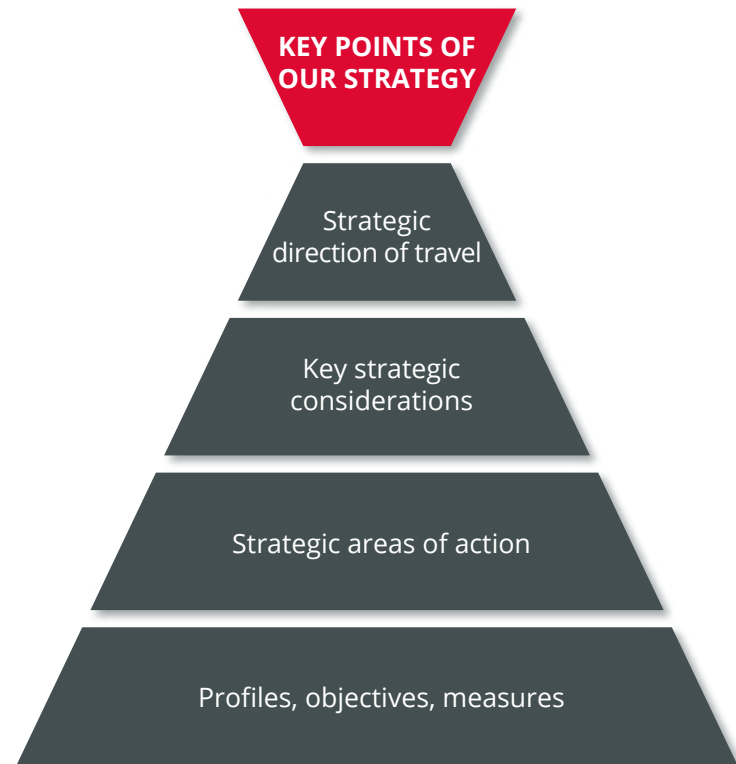 KEY POINTS OF
OUR STRATEGY
Strategic
direction of travel
Key strategic
considerations
Strategic areas of action
Profiles, objectives, measures